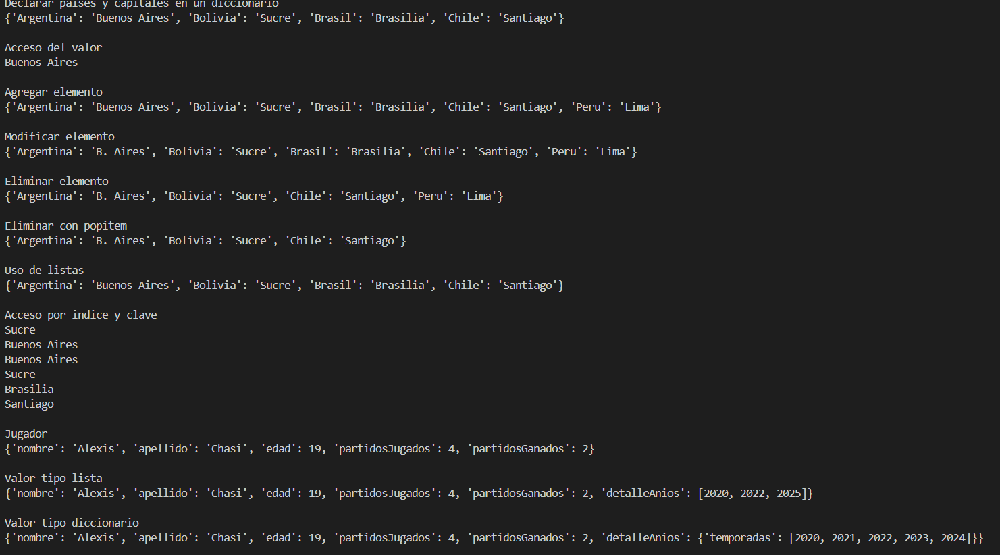 Declarar paises y capitales en un diccionario
{'Argentina': 'Buenos Aires', 'Bolivia': 'Sucre', 'Brasil': 'Brasilia', 'Chile': 'Santiago'}
Acceso del valor
Buenos Aires
Agregar elemento
{'Argentina': 'Buenos Aires', 'Bolivia': 'Sucre', 'Brasil': 'Brasilia', 'Chile': 'Santiago', 'Peru': 'Lima'}
Modificar elemento
{'Argentina': 'B. Aires', 'Bolivia': 'Sucre', 'Brasil': 'Brasilia', 'Chile': 'Santiago', 'Peru': 'Lima'}
Eliminar elemento
{'Argentina': 'B. Aires', 'Bolivia': 'Sucre', 'Chile': 'Santiago', 'Peru': 'Lima'}
Eliminar con popitem
{'Argentina': 'B. Aires', 'Bolivia': 'Sucre', 'Chile': 'Santiago'}
Uso de listas
{'Argentina': 'Buenos Aires', 'Bolivia': 'Sucre', 'Brasil': 'Brasilia', 'Chile': 'Santiago'}
Acceso por indice y clave
Sucre
Buenos Aires
Buenos Aires
Sucre
Brasilia
Santiago
Jugador
{'nombre': 'Alexis', 'apellido': 'Chasi', 'edad': 19, 'partidosJugados': 4, 'partidosGanados': 2}
Valor tipo lista
{'nombre': 'Alexis', 'apellido': 'Chasi', 'edad': 19, 'partidosJugados': 4, 'partidosGanados': 2, 'detalleAnios': [2020, 2022, 2025]}
Valor tipo diccionario
{'nombre': 'Alexis', 'apellido': 'Chasi', 'edad': 19, 'partidosJugados': 4, 'partidosGanados': 2, 'detalleAnios': {'temporadas': [2020, 2021, 2022, 2023, 2024]}}